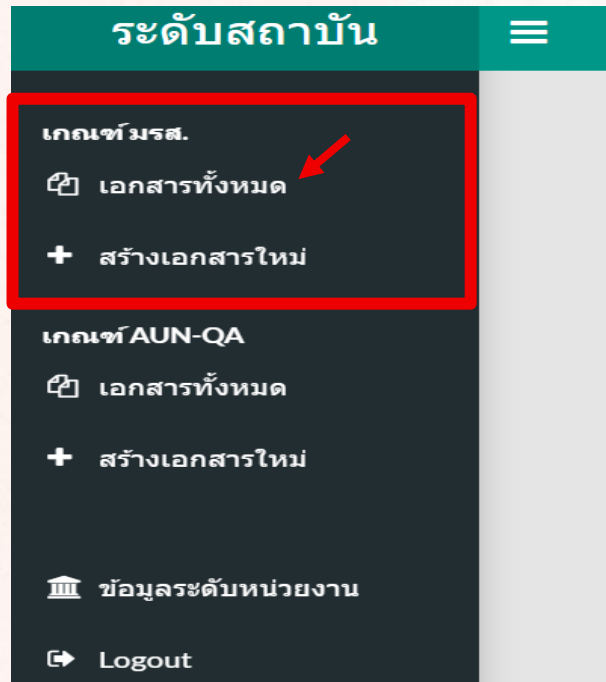 ระดับสถาบัน
เกณฑ์ มรส.
เอกสารทั้งหมด
สร้างเอกสารใหม่
เกณฑ์ AUN-QA
เอกสารทั้งหมด
สร้างเอกสารใหม่
ข้อมูลระดับหน่วยงาน
Logout